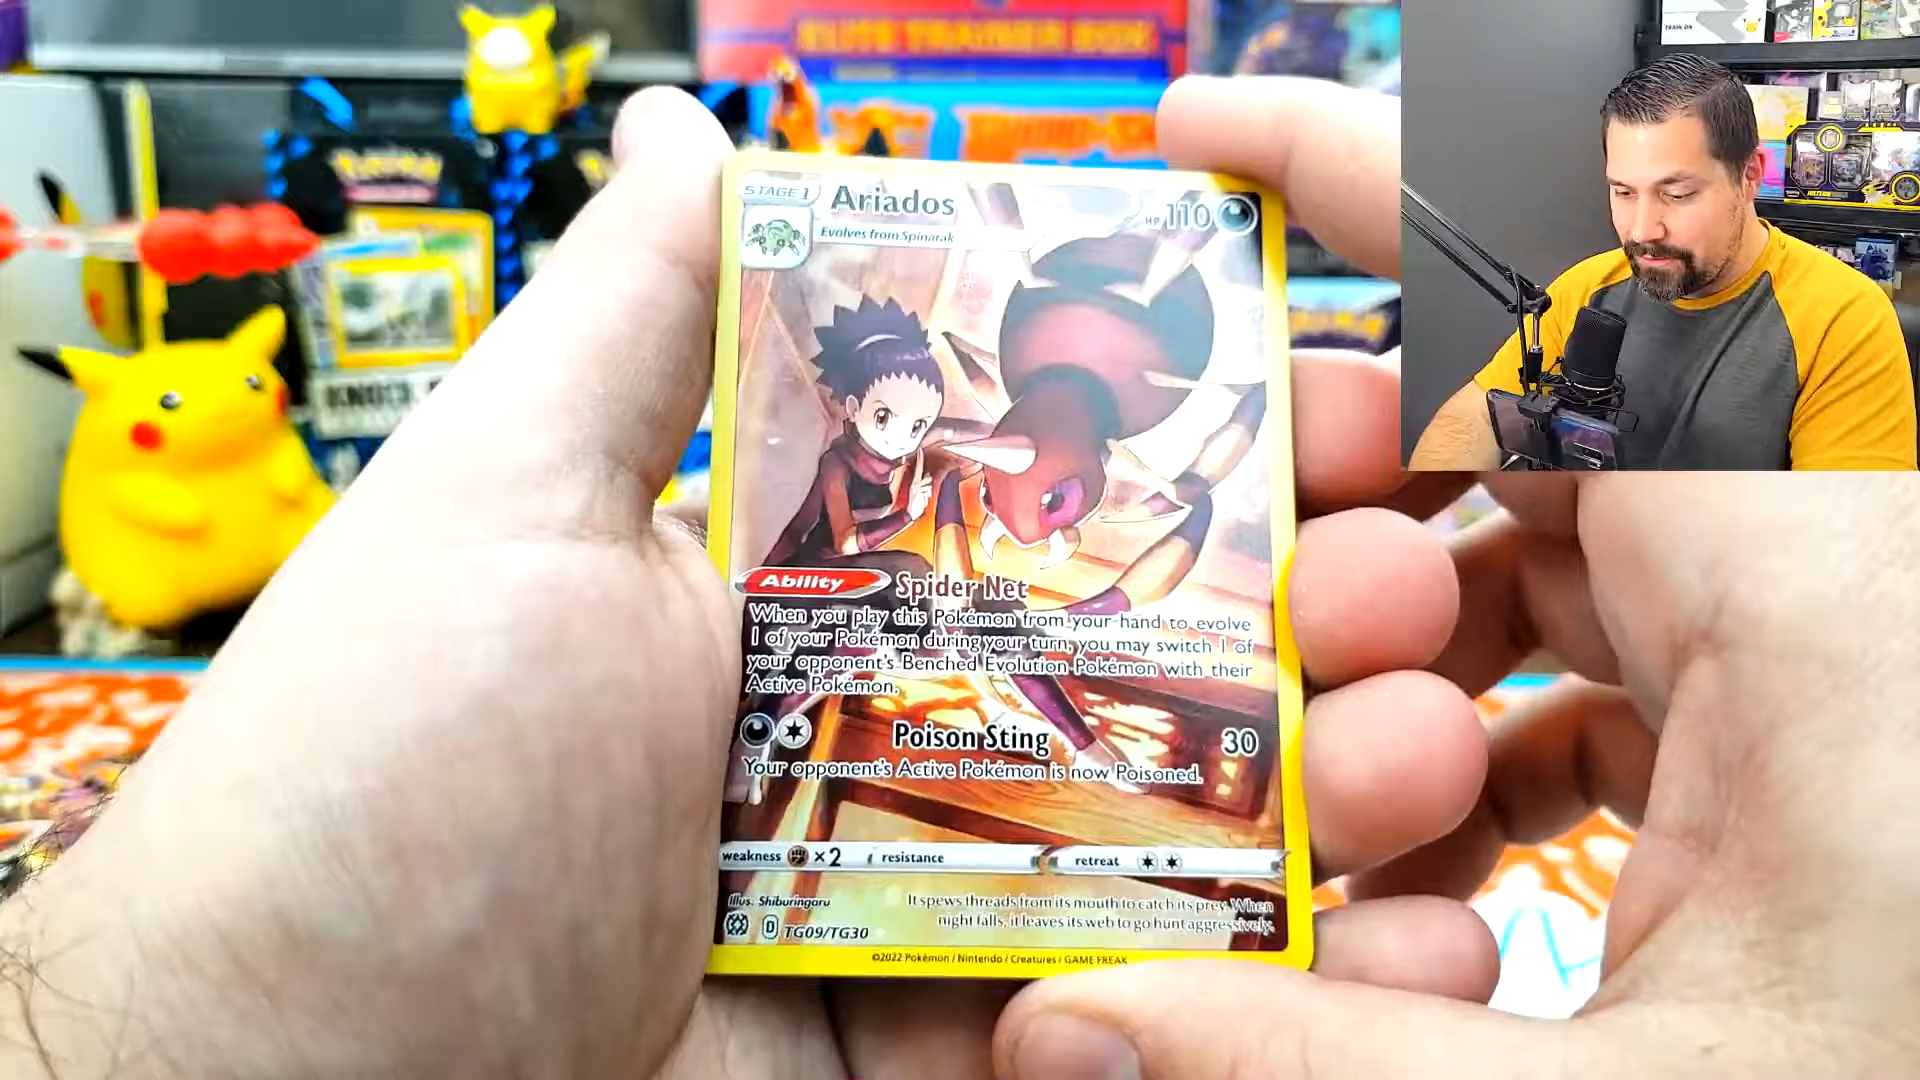 ELITE TRAINER BOX
Pokémon
STAGE 1
Ariados
HP 110
Evolves from Spinarak
Ability Spider Net
When you play this Pokémon from your hand to evolve
1 of your Pokémon during your turn, you may switch 1 of
your opponent's Benched Evolution Pokémon with their
Active Pokémon.
Poison Sting 30
Your opponent's Active Pokémon is now Poisoned.
weakness ×2 resistance retreat
Illus. Shiburingaru
It spews threads from its mouth to catch its prey. When
night falls, it leaves its web to go hunt aggressively.
D TG09/TG30
©2022 Pokémon / Nintendo / Creatures / GAME FREAK